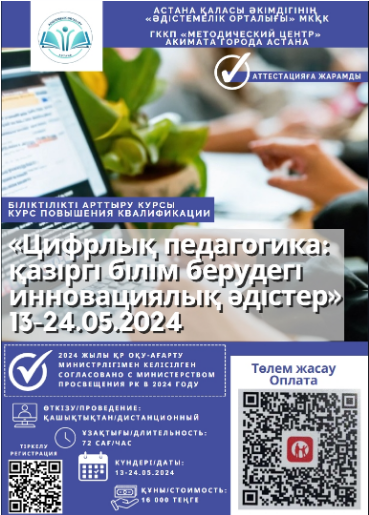 АСТАНА ҚАЛАСЫ ӘКІМДІГІНІҢ
«ӘДІСТЕМЕЛІК ОРТАЛЫҒЫ» МКҚК
ГККП «МЕТОДИЧЕСКИЙ ЦЕНТР»
АКИМАТА ГОРОДА АСТАНА
АТТЕСТАЦИЯҒА ЖАРАМДЫ
БІЛІКТІЛІКТІ АРТТЫРУ КУРСЫ
КУРС ПОВЫШЕНИЯ КВАЛИФИКАЦИИ
«Цифрлық педагогика:
қазіргі білім берудегі
инновациялық әдістер»
13-24.05.2024
2024 ЖЫЛЫ ҚР ОҚУ-АҒАРТУ
МИНИСТРЛІГІМЕН КЕЛІСІЛГЕН
СОГЛАСОВАНО С МИНИСТЕРСТВОМ
ПРОСВЕЩЕНИЯ РК В 2024 ГОДУ
Төлем жасау
Оплата
ӨТКІЗУ/ПРОВЕДЕНИЕ:
ҚАШЫҚТЫҚТАН/ДИСТАНЦИОННЫЙ
ҰЗАҚТЫҒЫ/ДЛИТЕЛЬНОСТЬ:
72 САҒ/ЧАС
ТІРКЕЛУ
РЕГИСТРАЦИЯ
КҮНДЕРІ/ДАТЫ:
13-24.05.2024
ҚҰНЫ/СТОИМОСТЬ:
16 000 ТЕҢГЕ